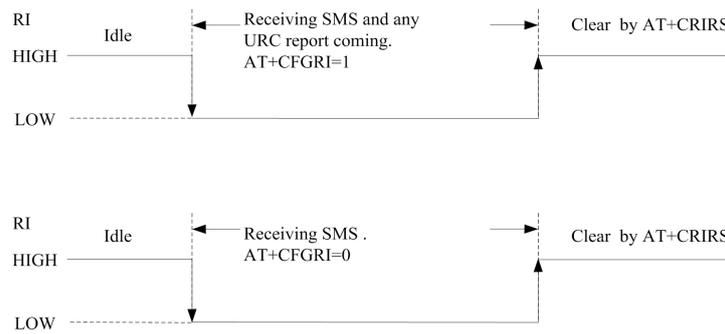 RI
Idle
Receiving SMS and any
URC report coming.
AT+CFGRI=1
Clear by AT+CRIRS
HIGH
LOW
RI
Idle
Receiving SMS .
AT+CFGRI=0
Clear by AT+CRIRS
HIGH
LOW